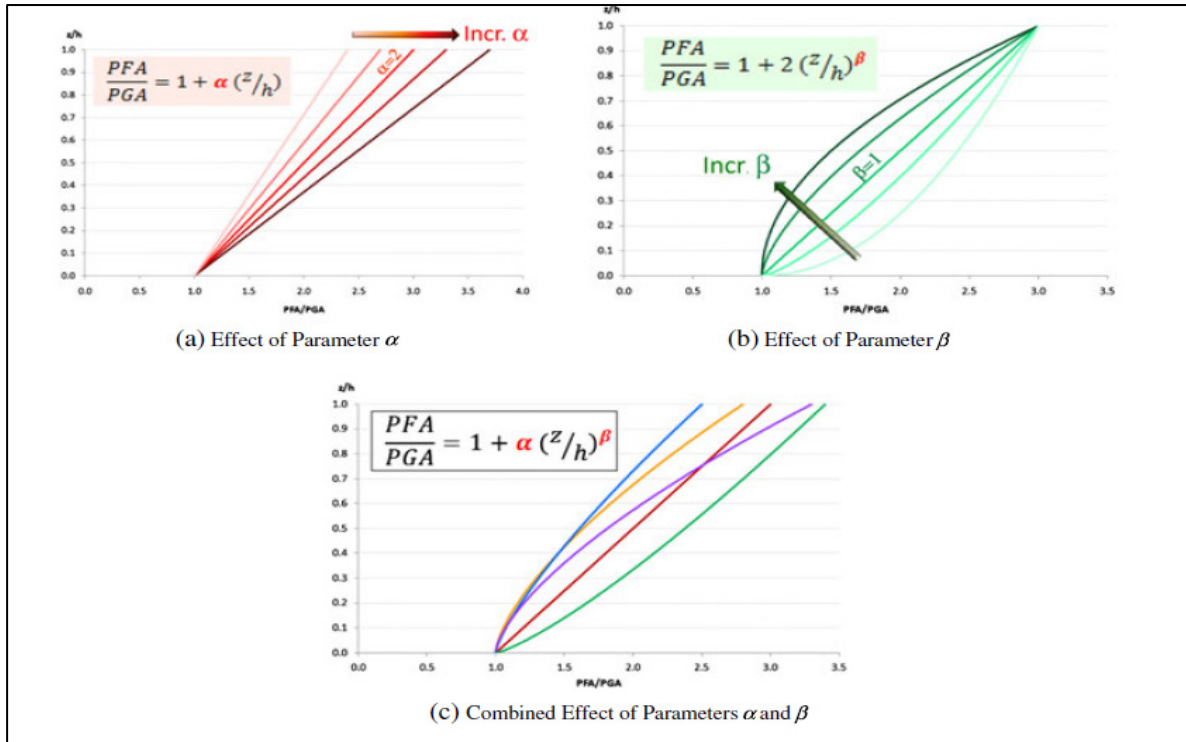 z/h
Incr. α
α=2
PFA/PGA = 1 + α (z/h)
1.0
0.9
0.8
0.7
0.6
0.5
0.4
0.3
0.2
0.1
0.0
0.0 0.5 1.0 1.5 2.0 2.5 3.0 3.5 4.0
PFA/PGA
(a) Effect of Parameter α
z/h
PFA/PGA = 1 + 2 (z/h)^β
Incr. β
β=1
1.0
0.9
0.8
0.7
0.6
0.5
0.4
0.3
0.2
0.1
0.0
0.0 0.5 1.0 1.5 2.0 2.5 3.0 3.5
PFA/PGA
(b) Effect of Parameter β
z/h
PFA/PGA = 1 + α (z/h)^β
1.0
0.9
0.8
0.7
0.6
0.5
0.4
0.3
0.2
0.1
0.0
0.0 0.5 1.0 1.5 2.0 2.5 3.0 3.5
PFA/PGA
(c) Combined Effect of Parameters α and β